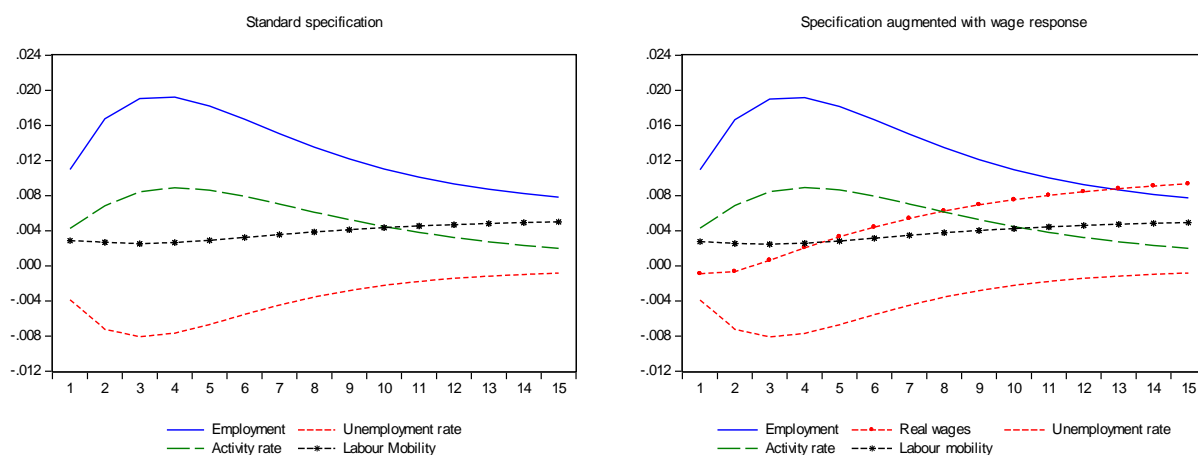 Standard specification
.024
.020
.016
.012
.008
.004
.000
-.004
-.008
-.012
1 2 3 4 5 6 7 8 9 10 11 12 13 14 15
Employment Unemployment rate
Activity rate Labour Mobility
Specification augmented with wage response
.024
.020
.016
.012
.008
.004
.000
-.004
-.008
-.012
1 2 3 4 5 6 7 8 9 10 11 12 13 14 15
Employment Real wages Unemployment rate
Activity rate Labour mobility